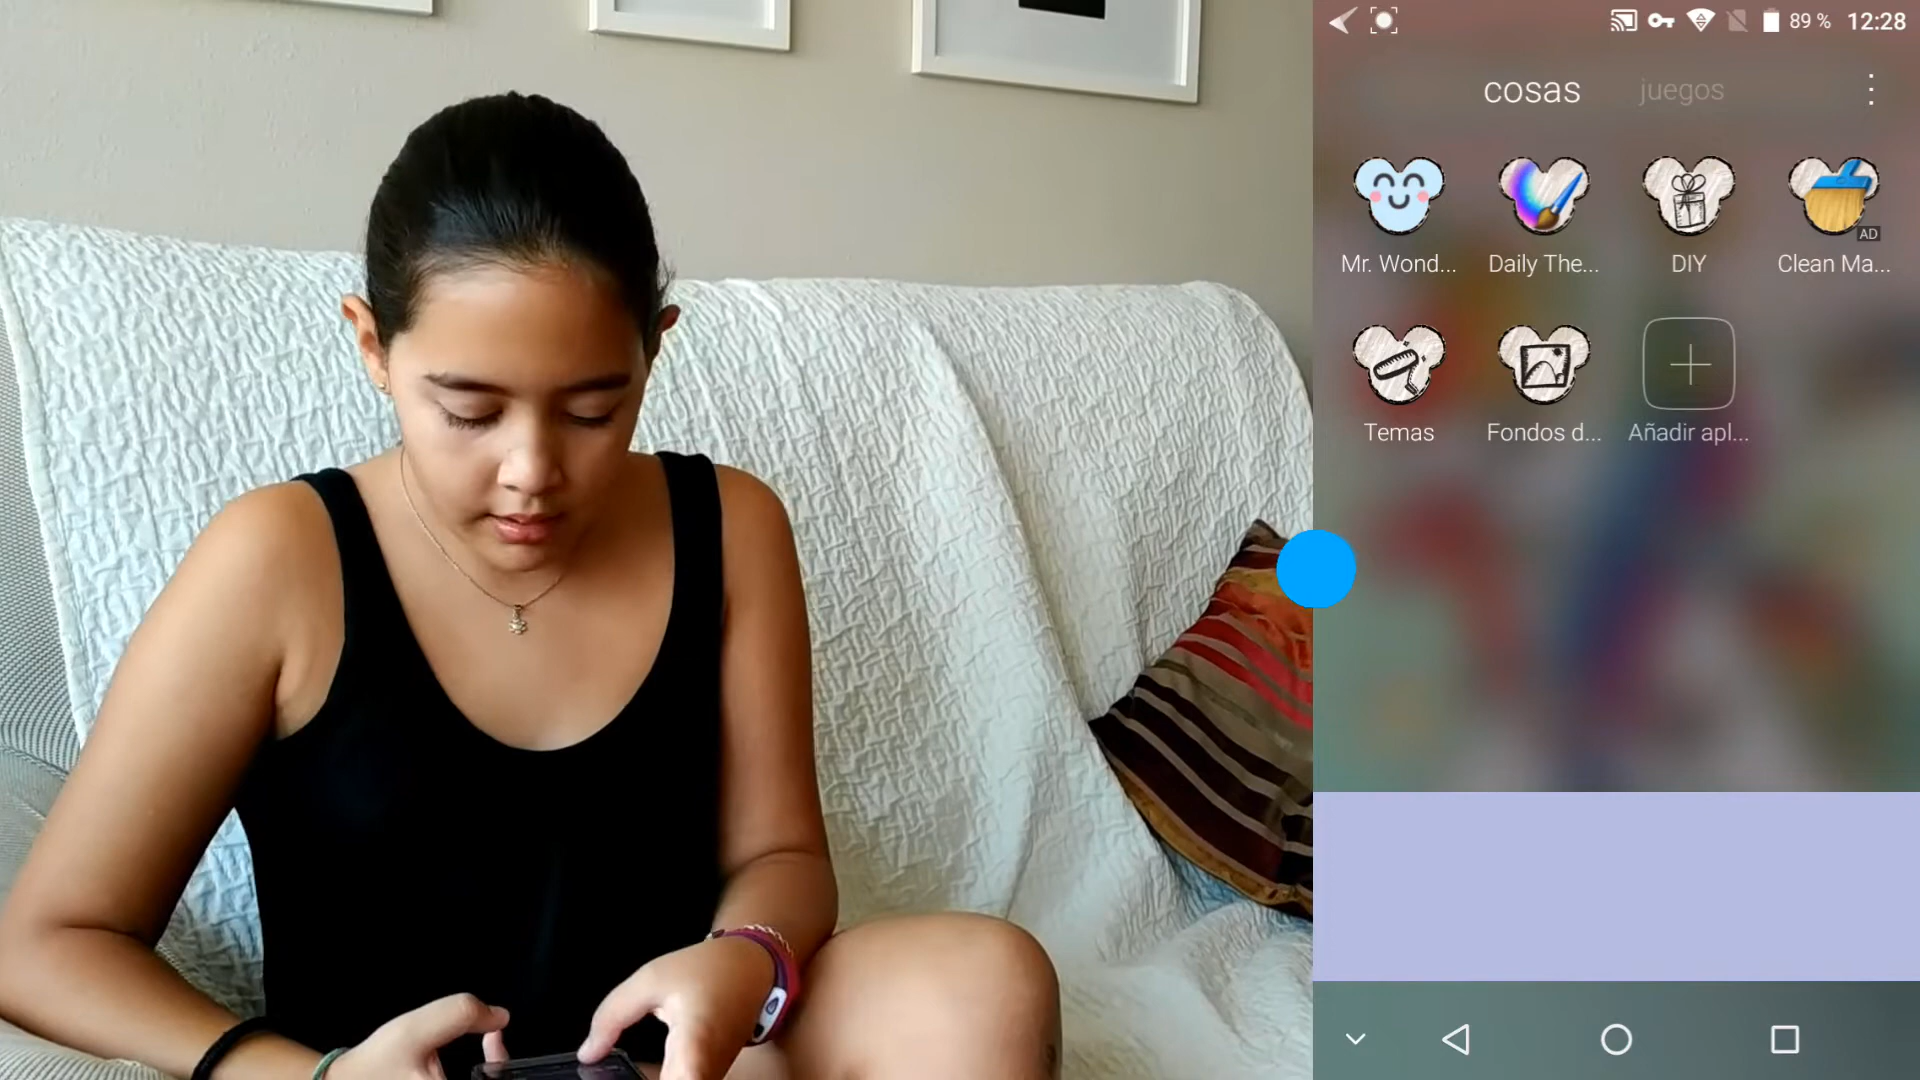 89 % 12:28
cosas juegos
AD
Mr. Wond... Daily The... DIY Clean Ma...
Temas Fondos d... Añadir apl...